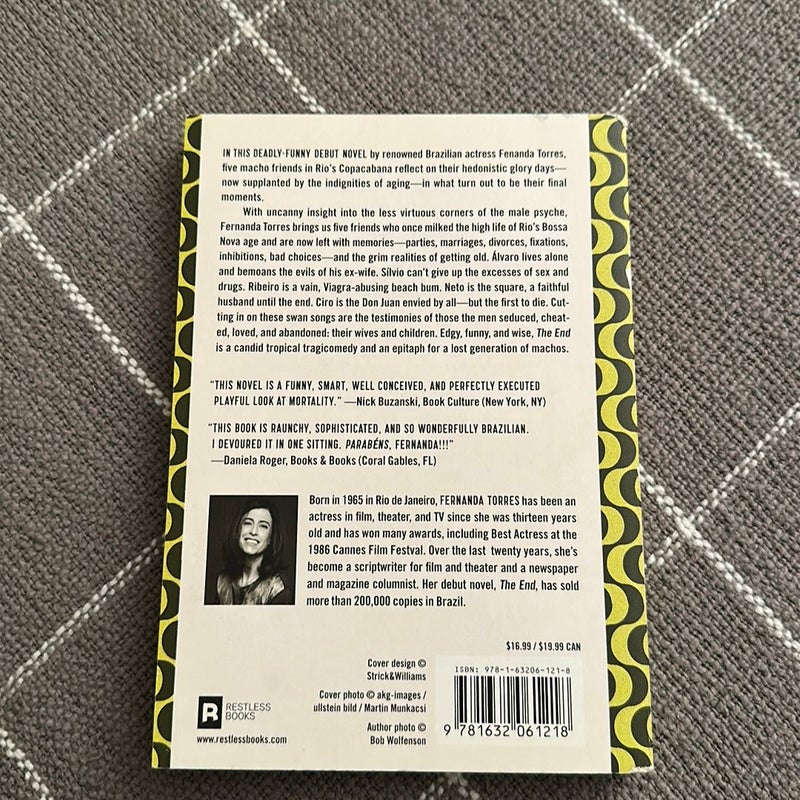 IN THIS DEADLY-FUNNY DEBUT NOVEL by renowned Brazilian actress Fenanda Torres,
five macho friends in Rio's Copacabana reflect on their hedonistic glory days—
now supplanted by the indignities of aging—in what turn out to be their final
moments.
With uncanny insight into the less virtuous corners of the male psyche,
Fernanda Torres brings us five friends who once milked the high life of Rio's Bossa
Nova age and are now left with memories—parties, marriages, divorces, fixations,
inhibitions, bad choices—and the grim realities of getting old. Álvaro lives alone
and bemoans the evils of his ex-wife. Sílvio can't give up the excesses of sex and
drugs. Ribeiro is a vain, Viagra-abusing beach bum. Neto is the square, a faithful
husband until the end. Ciro is the Don Juan envied by all—but the first to die. Cut-
ting in on these swan songs are the testimonies of those the men seduced, cheat-
ed, loved, and abandoned: their wives and children. Edgy, funny, and wise, The End
is a candid tropical tragicomedy and an epitaph for a lost generation of machos.
"THIS NOVEL IS A FUNNY, SMART, WELL CONCEIVED, AND PERFECTLY EXECUTED
PLAYFUL LOOK AT MORTALITY." —Nick Buzanski, Book Culture (New York, NY)
"THIS BOOK IS RAUNCHY, SOPHISTICATED, AND SO WONDERFULLY BRAZILIAN.
I DEVOURED IT IN ONE SITTING. PARABÉNS, FERNANDA!!!"
—Daniela Roger, Books & Books (Coral Gables, FL)
Born in 1965 in Rio de Janeiro, FERNANDA TORRES has been an
actress in film, theater, and TV since she was thirteen years
old and has won many awards, including Best Actress at the
1986 Cannes Film Festval. Over the last twenty years, she's
become a scriptwriter for film and theater and a newspaper
and magazine columnist. Her debut novel, The End, has sold
more than 200,000 copies in Brazil.
$16.99 / $19.99 CAN
Cover design ©
Strick&Williams
Cover photo © akg-images /
ullstein bild / Martin Munkacsi
Author photo ©
Bob Wolfenson
ISBN: 978-1-63206-121-8
9 781632 061218
R RESTLESS
BOOKS
www.restlessbooks.com